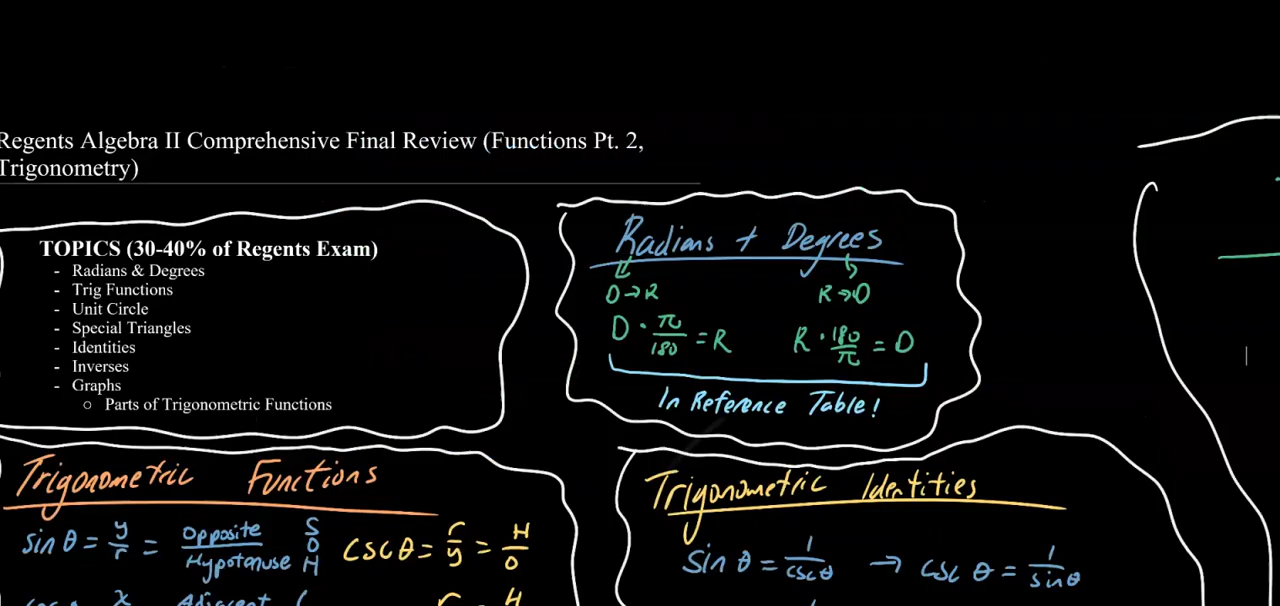 Regents Algebra II Comprehensive Final Review (Functions Pt. 2,
Trigonometry)
TOPICS (30-40% of Regents Exam)
- Radians & Degrees
- Trig Functions
- Unit Circle
- Special Triangles
- Identities
- Inverses
- Graphs
○ Parts of Trigonometric Functions
Radians + Degrees
D→R R→D
D · π/180 = R R · 180/π = D
In Reference Table!
Trigonometric Functions
sin θ = y/r = Opposite/Hypotenuse SOH csc θ = r/y = H/O
Adjacent
Trigonometric Identities
sin θ = 1/csc θ → csc θ = 1/sin θ